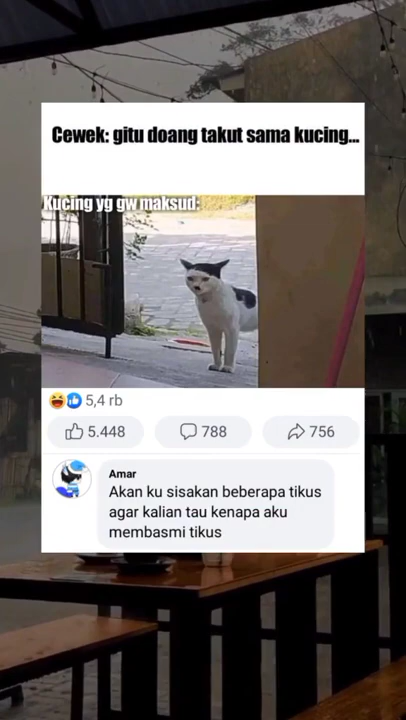 Cewek: gitu doang takut sama kucing...
Kucing yg gw maksud:
5,4 rb
5.448
788
756
Amar
Akan ku sisakan beberapa tikus
agar kalian tau kenapa aku
membasmi tikus